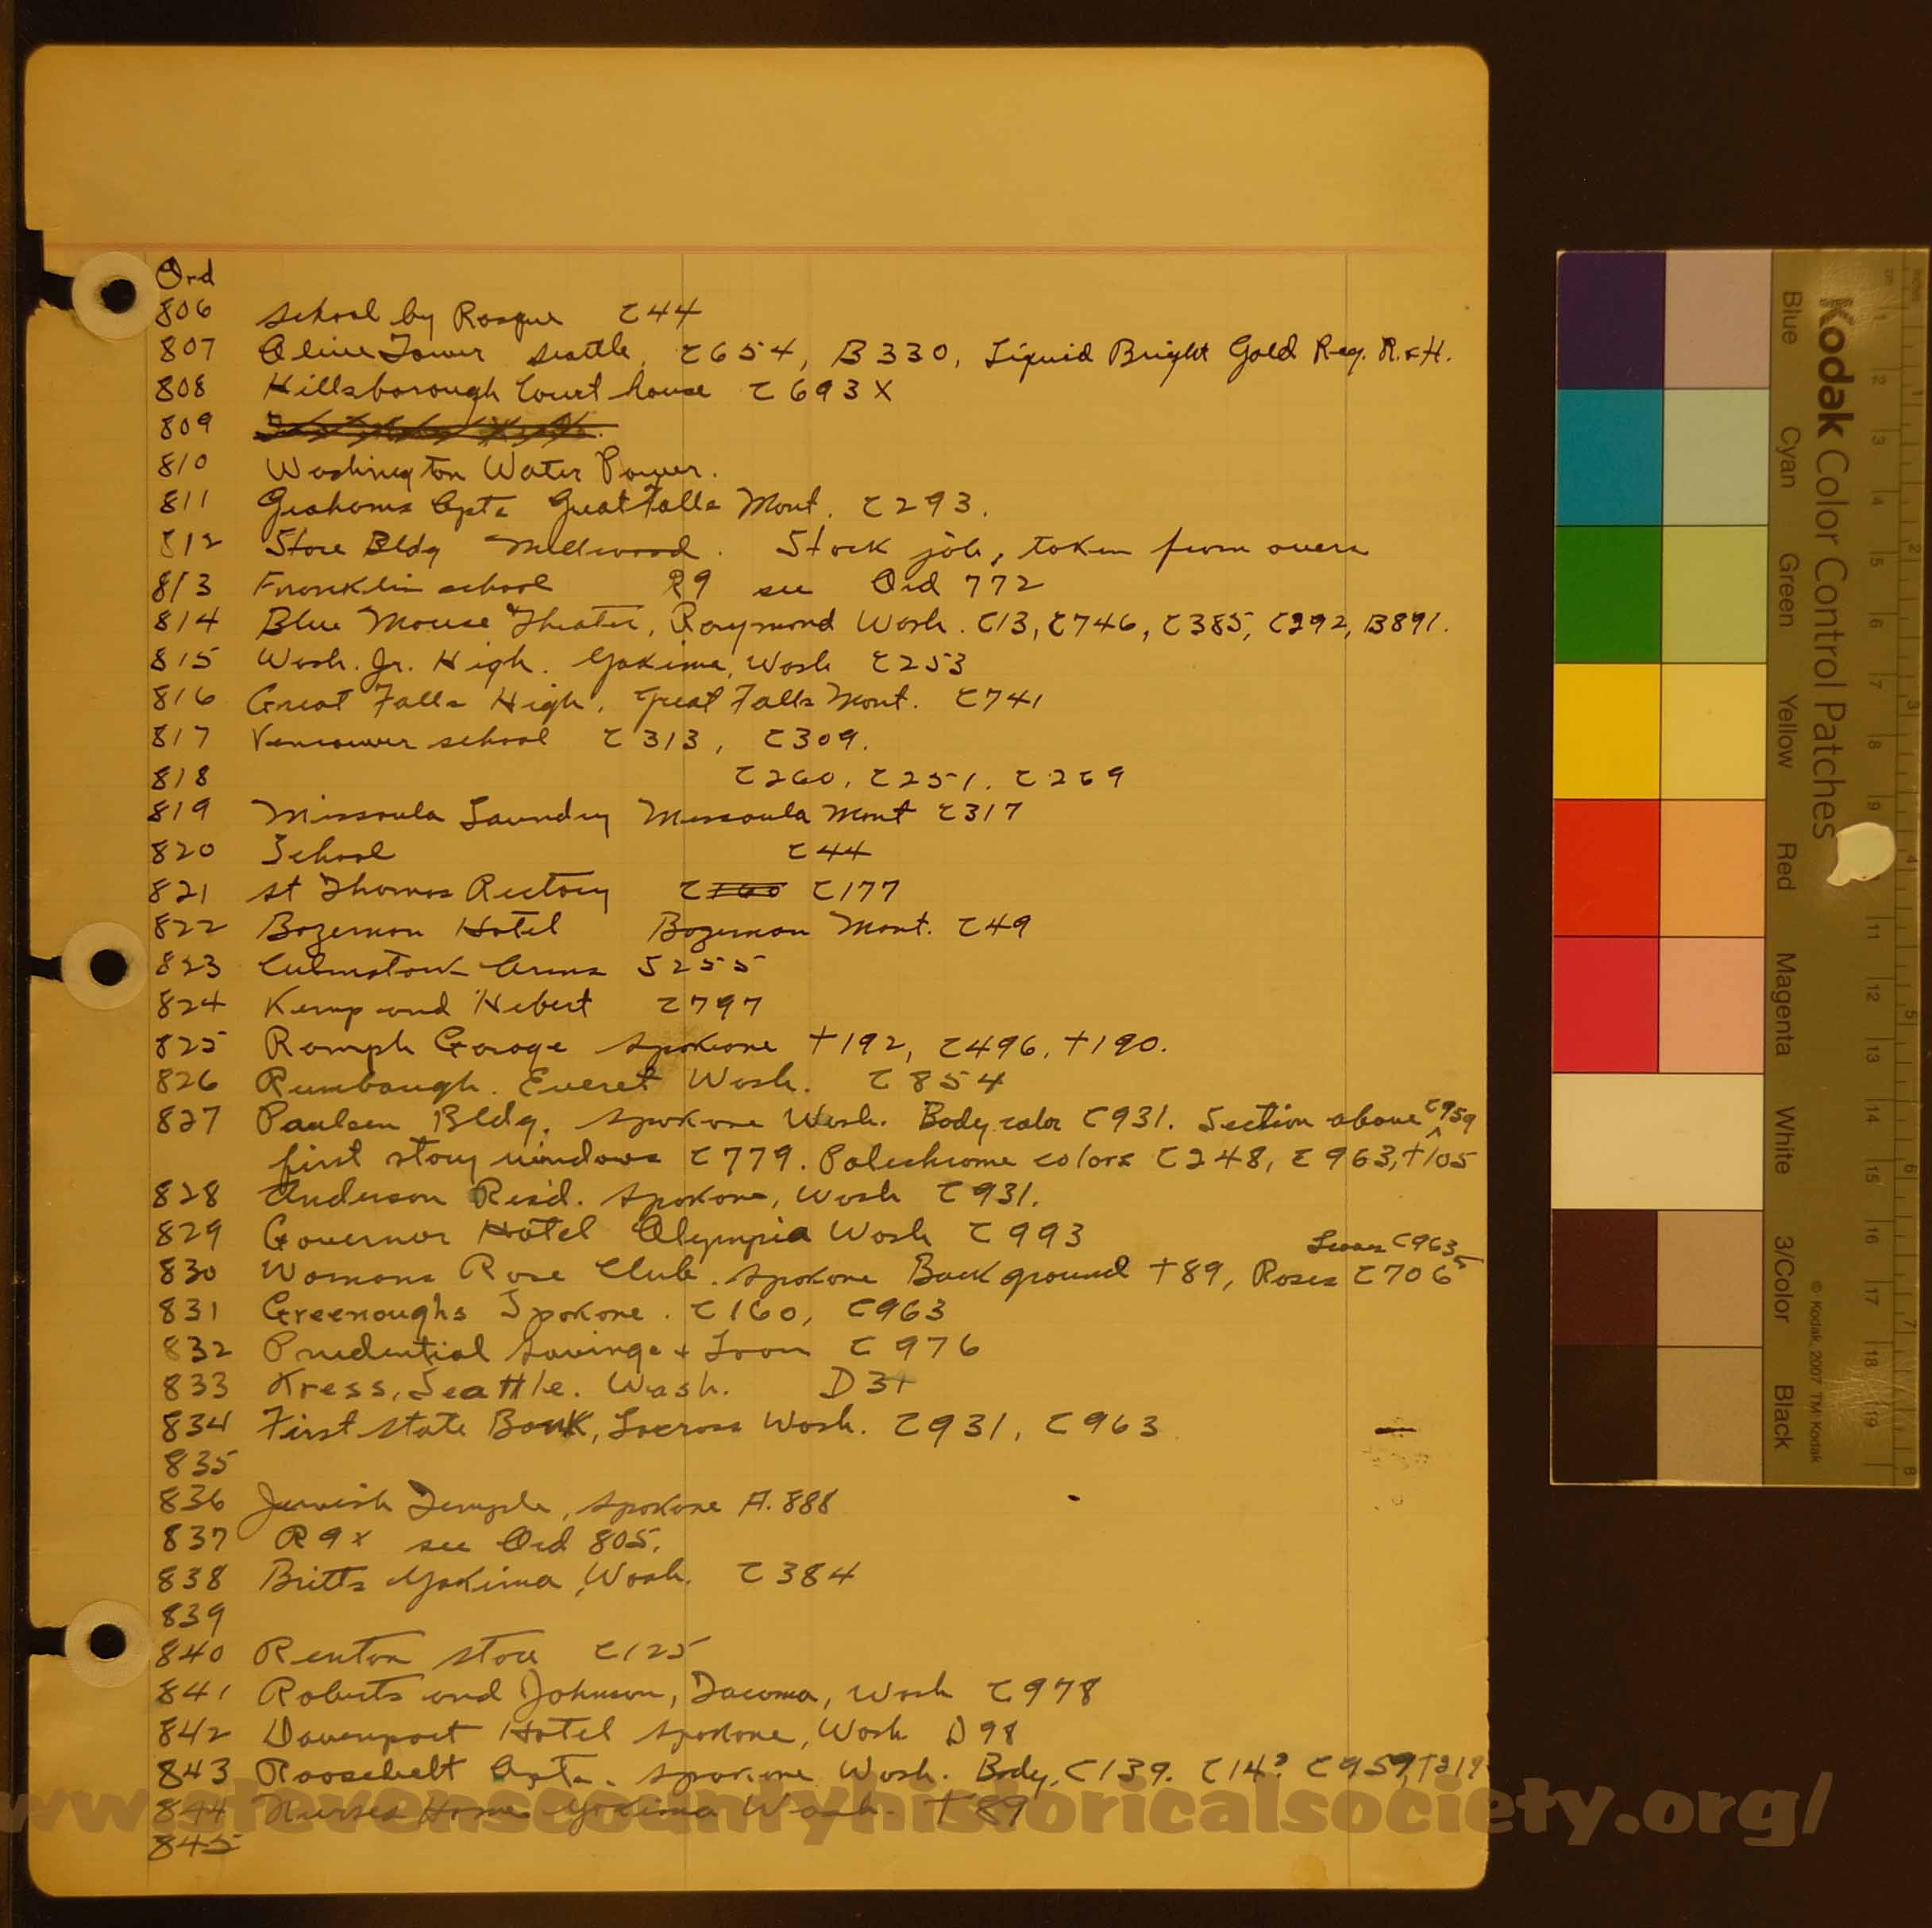 Ord
806 School by Rasque C44
807 Olive Tower Seattle, C654, B330, Liquid Bright Gold Reg. R.&H.
808 Hillsborough Court house C693X
809
810 Washington Water Power.
811 Grahams Apts Great Falls Mont. C293.
812 Store Bldg Millwood. Stock job, taken from overs
813 Franklin school R9 see Ord 772
814 Blue Mouse Theater, Raymond Wash. C13, C746, C385, C292, B891.
815 Wash. Jr. High. Yakima, Wash C253
816 Great Falls High, Great Falls Mont. C741
817 Vancouver school C313, C309.
818 C260, C251, C269
819 Missoula Laundry Missoula Mont C317
820 School C44
821 St Thomas Rectory C160 C177
822 Bozeman Hotel Bozeman Mont. C49
823 Arms S255
824 Kemp and Hebert C797
825 Ramph Garage Spokane +192, C496, +190.
826 Rumbaugh. Everet Wash. C854
827 Paulsen Bldg. Spokane Wash. Body color C931. Section above C959
first story windows C779. Polechrome colors C248, C963, +105
828 Anderson Resid. Spokane, Wash C931.
829 Governor Hotel Olympia Wash C993
Leaves C963
830 Womans Rose Club. Spokane Background +89, Roses C706
831 Greenoughs Spokane. C160, C963
832 Prudential Savings + Loan C976
833 Kress, Seattle. Wash. D31
834 First State Bank, Lacross Wash. C931, C963
835
836 Jewish Temple, Spokane A.888
837 R9x see Ord 805.
838 Britts Yakima, Wash. C384
839
840 Renton store C125
841 Roberts and Johnson, Tacoma, Wash C978
842 Davenport Hotel Spokane, Wash D98
843 Roosebelt Apts. Spokane Wash. Body. C139. C14? C959, +219
844 Nurses Home Yakima Wash. +89
845
www.stevenscountyhistoricalsociety.org/
Kodak Color Control Patches
Blue Cyan Green Yellow Red Magenta White 3/Color Black
© Kodak, 2007 TM Kodak